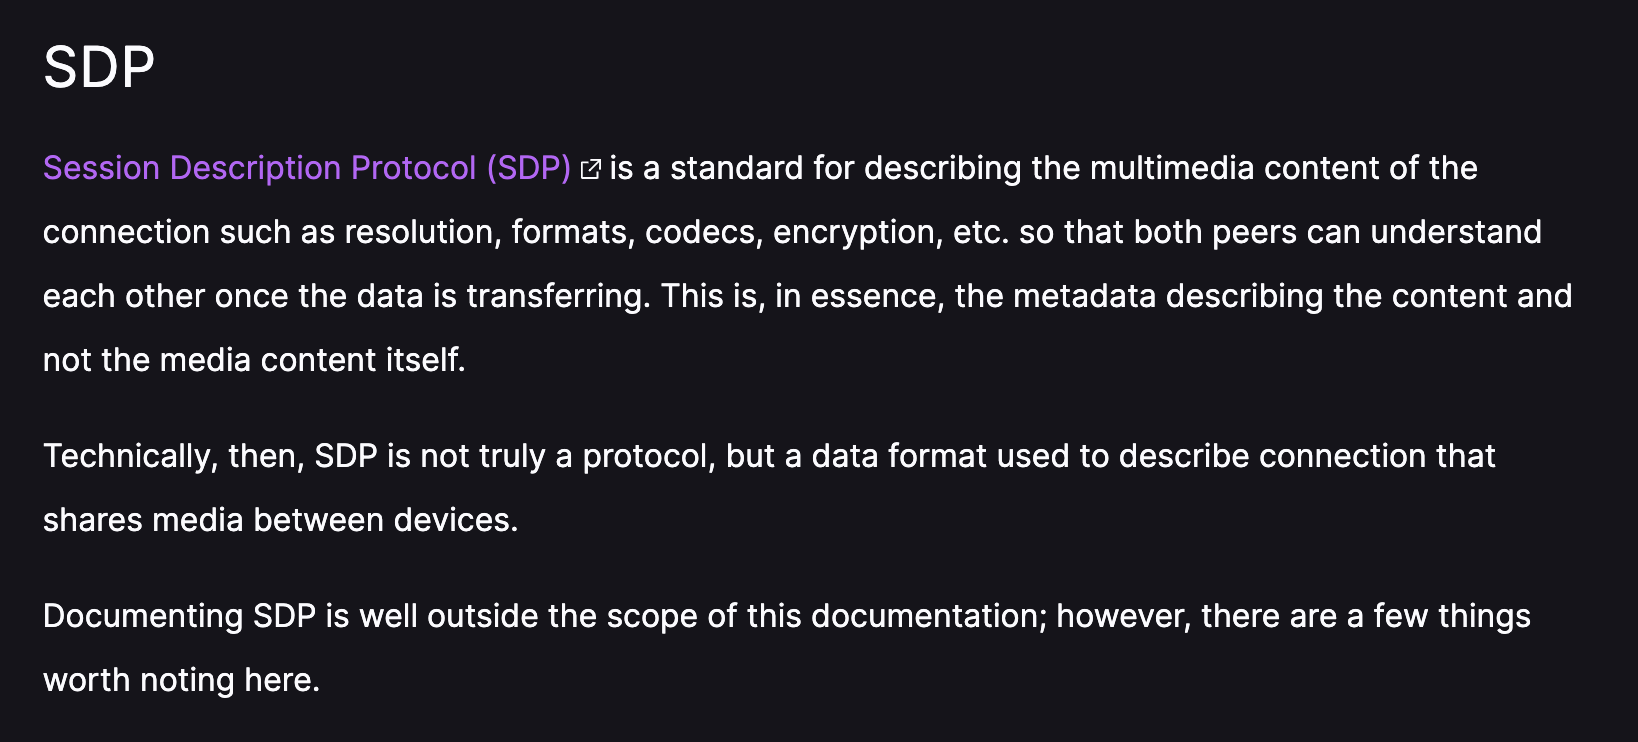 SDP
Session Description Protocol (SDP) is a standard for describing the multimedia content of the
connection such as resolution, formats, codecs, encryption, etc. so that both peers can understand
each other once the data is transferring. This is, in essence, the metadata describing the content and
not the media content itself.
Technically, then, SDP is not truly a protocol, but a data format used to describe connection that
shares media between devices.
Documenting SDP is well outside the scope of this documentation; however, there are a few things
worth noting here.